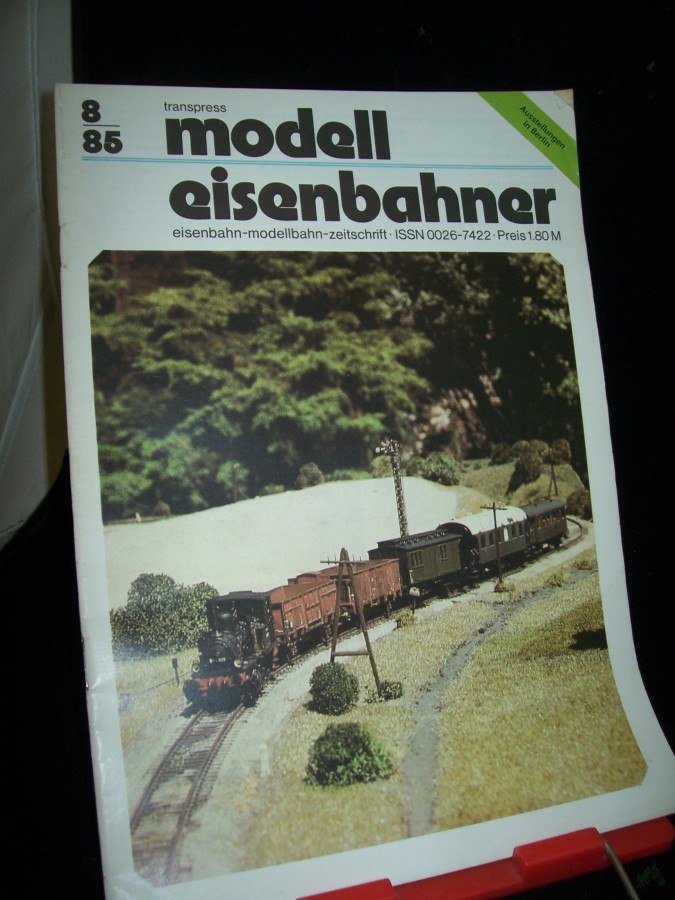 8
85
transpress
modell
eisenbahner
eisenbahn-modellbahn-zeitschrift · ISSN 0026-7422 · Preis 1.80 M
Ausstellungen
in Berlin